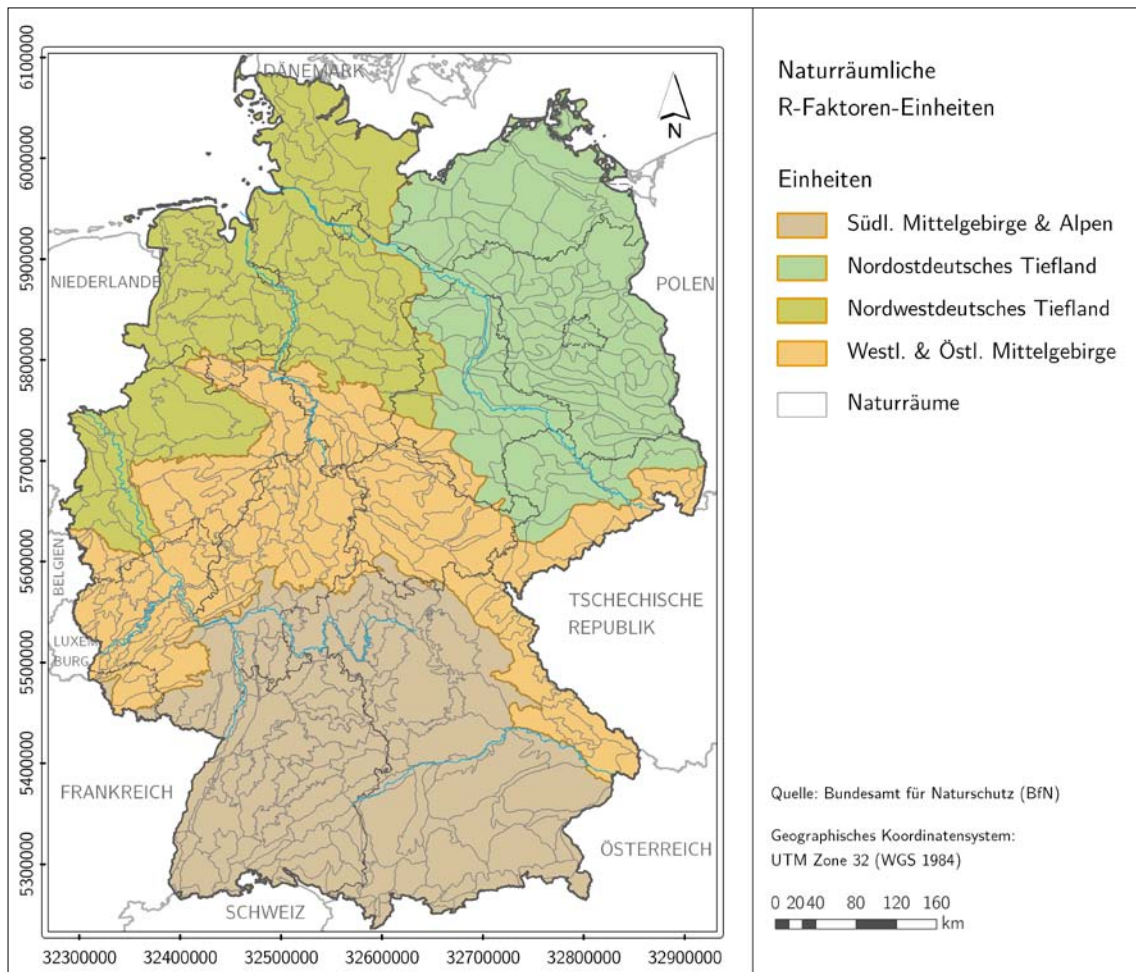 DÄNEMARK
NIEDERLANDE
POLEN
BELGIEN
LUXEM
BURG
TSCHECHISCHE
REPUBLIK
FRANKREICH
ÖSTERREICH
SCHWEIZ
N
6100000
6000000
5900000
5800000
5700000
5600000
5500000
5400000
5300000
32300000 32400000 32500000 32600000 32700000 32800000 32900000
Naturräumliche
R-Faktoren-Einheiten
Einheiten
Südl. Mittelgebirge & Alpen
Nordostdeutsches Tiefland
Nordwestdeutsches Tiefland
Westl. & Östl. Mittelgebirge
Naturräume
Quelle: Bundesamt für Naturschutz (BfN)
Geographisches Koordinatensystem:
UTM Zone 32 (WGS 1984)
0 20 40 80 120 160
km